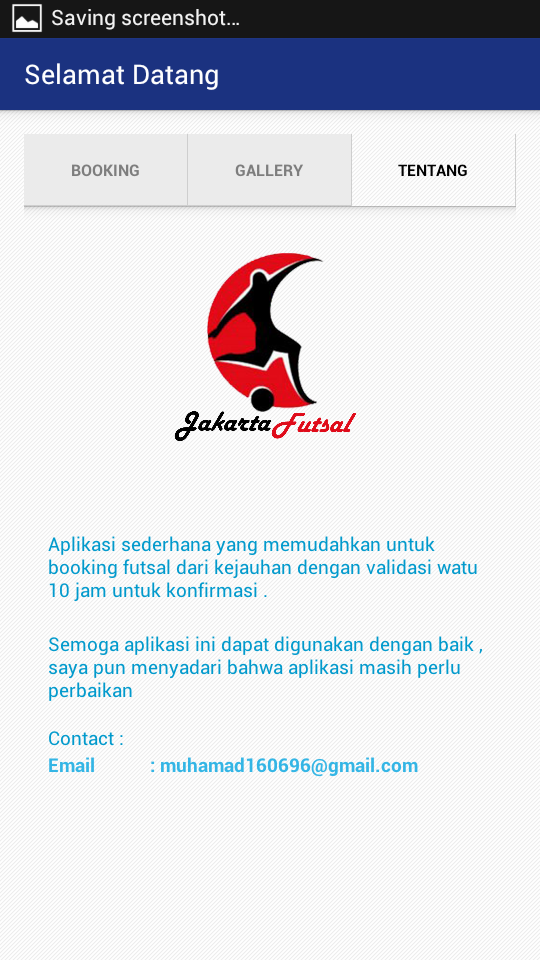 Saving screenshot...
Selamat Datang
BOOKING GALLERY TENTANG
Jakarta Futsal
Aplikasi sederhana yang memudahkan untuk
booking futsal dari kejauhan dengan validasi watu
10 jam untuk konfirmasi .
Semoga aplikasi ini dapat digunakan dengan baik ,
saya pun menyadari bahwa aplikasi masih perlu
perbaikan
Contact :
Email : muhamad160696@gmail.com